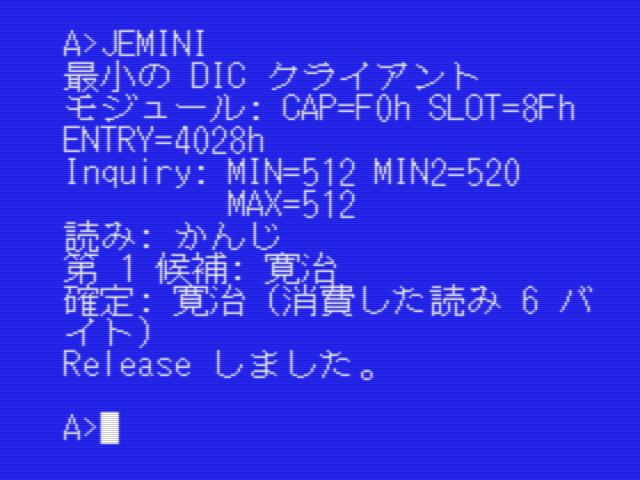 A>JEMINI
最小の DIC クライアント
モジュール: CAP=F0h SLOT=8Fh
ENTRY=4028h
Inquiry: MIN=512 MIN2=520
MAX=512
読み: かんじ
第 1 候補: 寛治
確定: 寛治 (消費した読み 6 バ
イト)
Release しました。
A>